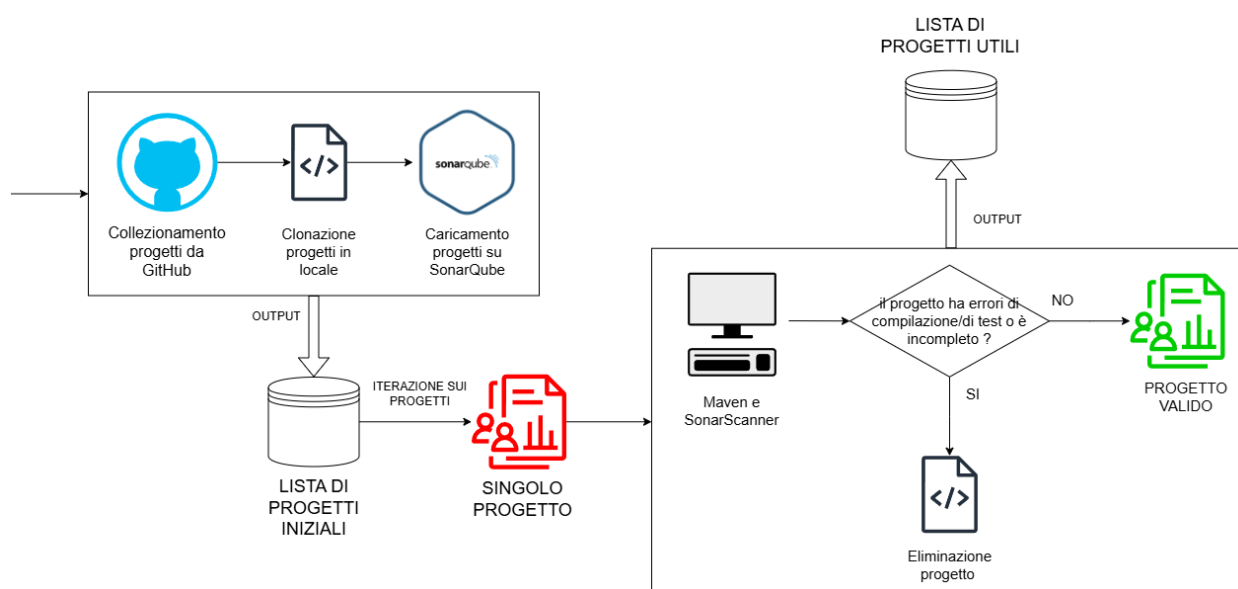 LISTA DI
PROGETTI UTILI
</>
sonarqube
Collezionamento
progetti da
GitHub
Clonazione
progetti in
locale
Caricamento
progetti su
SonarQube
OUTPUT
OUTPUT
il progetto ha errori di
compilazione/di test o è
incompleto ?
NO
ITERAZIONE SUI
PROGETTI
Maven e
SonarScanner
PROGETTO
VALIDO
SI
LISTA DI
PROGETTI
INIZIALI
SINGOLO
PROGETTO
</>
Eliminazione
progetto